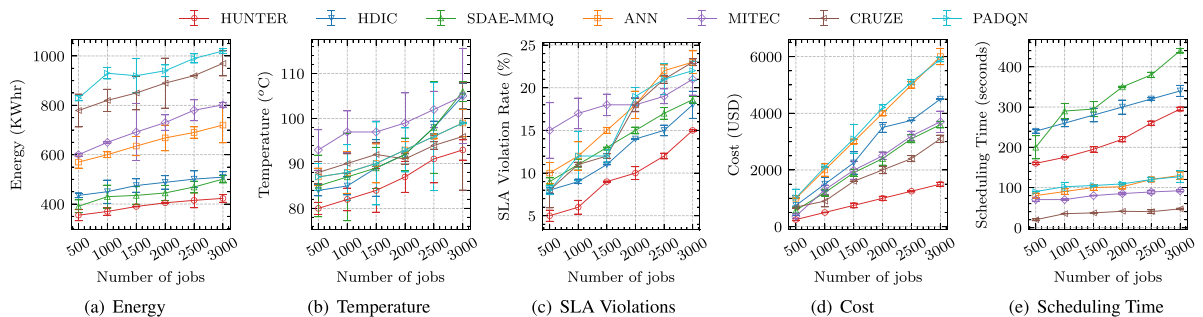 HUNTER HDIC SDAE-MMQ ANN MITEC CRUZE PADQN
Energy (KWhr)
1000
800
600
400
500 1000 1500 2000 2500 3000
Number of jobs
(a) Energy
Temperature (°C)
110
100
90
80
500 1000 1500 2000 2500 3000
Number of jobs
(b) Temperature
SLA Violation Rate (%)
25
20
15
10
5
500 1000 1500 2000 2500 3000
Number of jobs
(c) SLA Violations
Cost (USD)
6000
4000
2000
0
500 1000 1500 2000 2500 3000
Number of jobs
(d) Cost
Scheduling Time (seconds)
400
300
200
100
0
500 1000 1500 2000 2500 3000
Number of jobs
(e) Scheduling Time